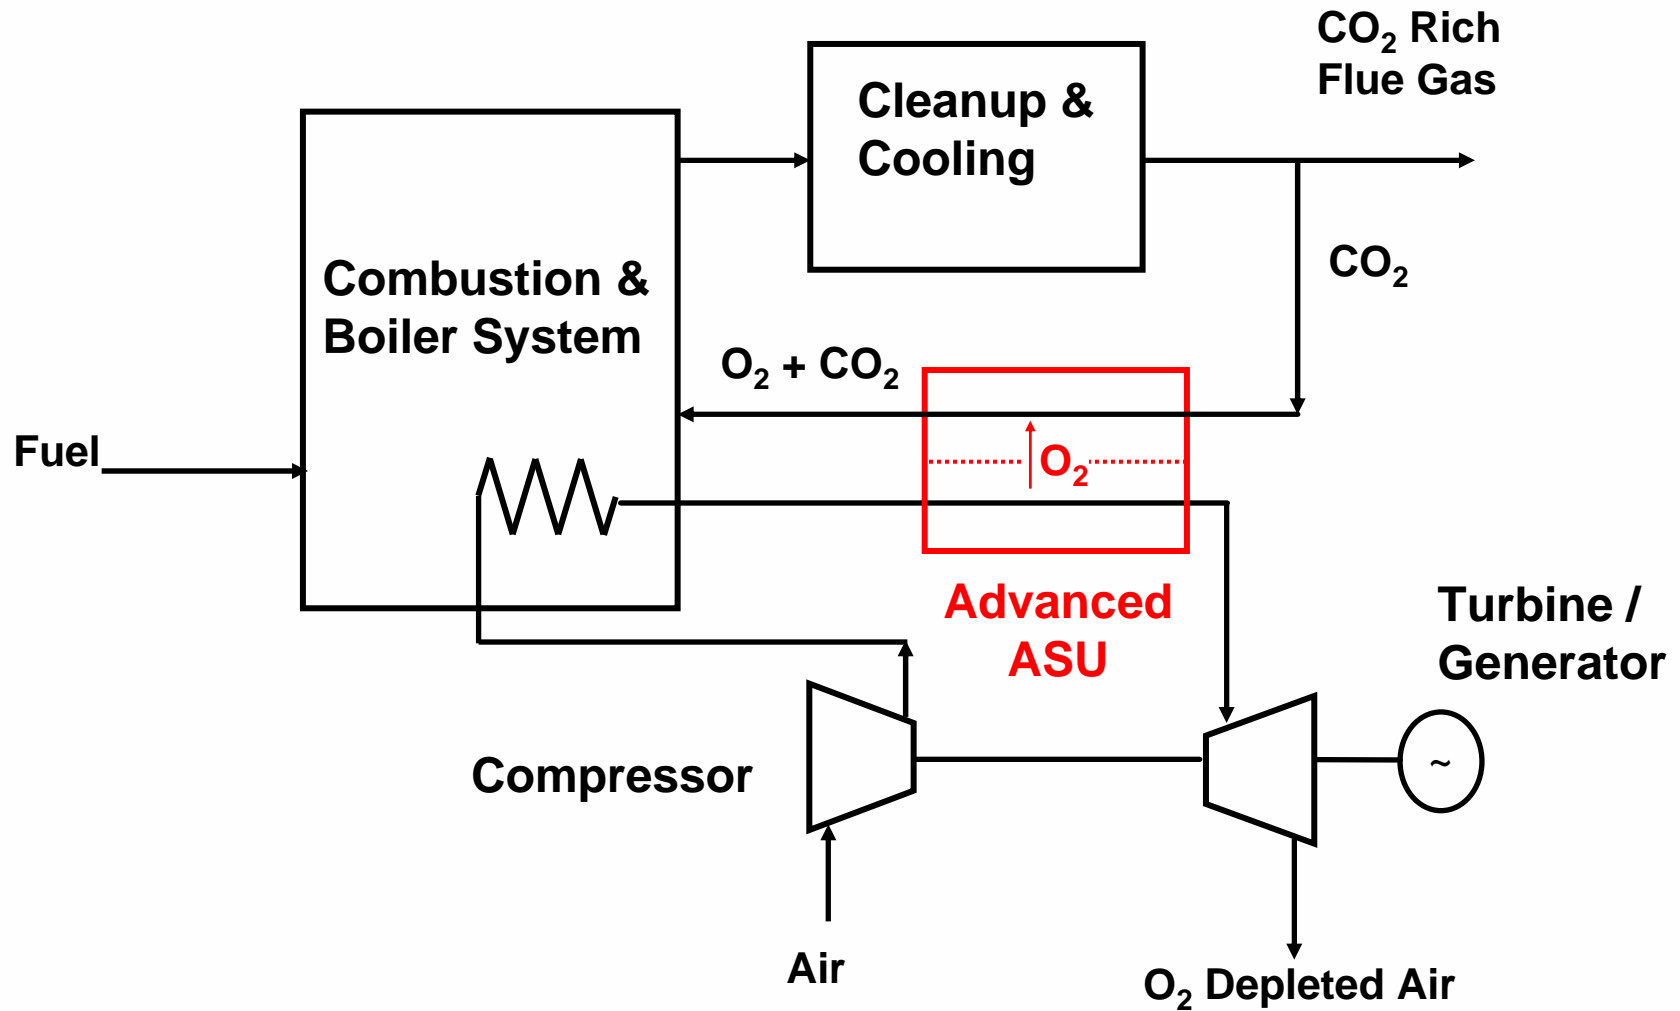 CO₂ Rich
Flue Gas
Cleanup &
Cooling
CO₂
Combustion &
Boiler System
O₂ + CO₂
Fuel
O₂
Advanced
ASU
Turbine /
Generator
Compressor
~
Air
O₂ Depleted Air